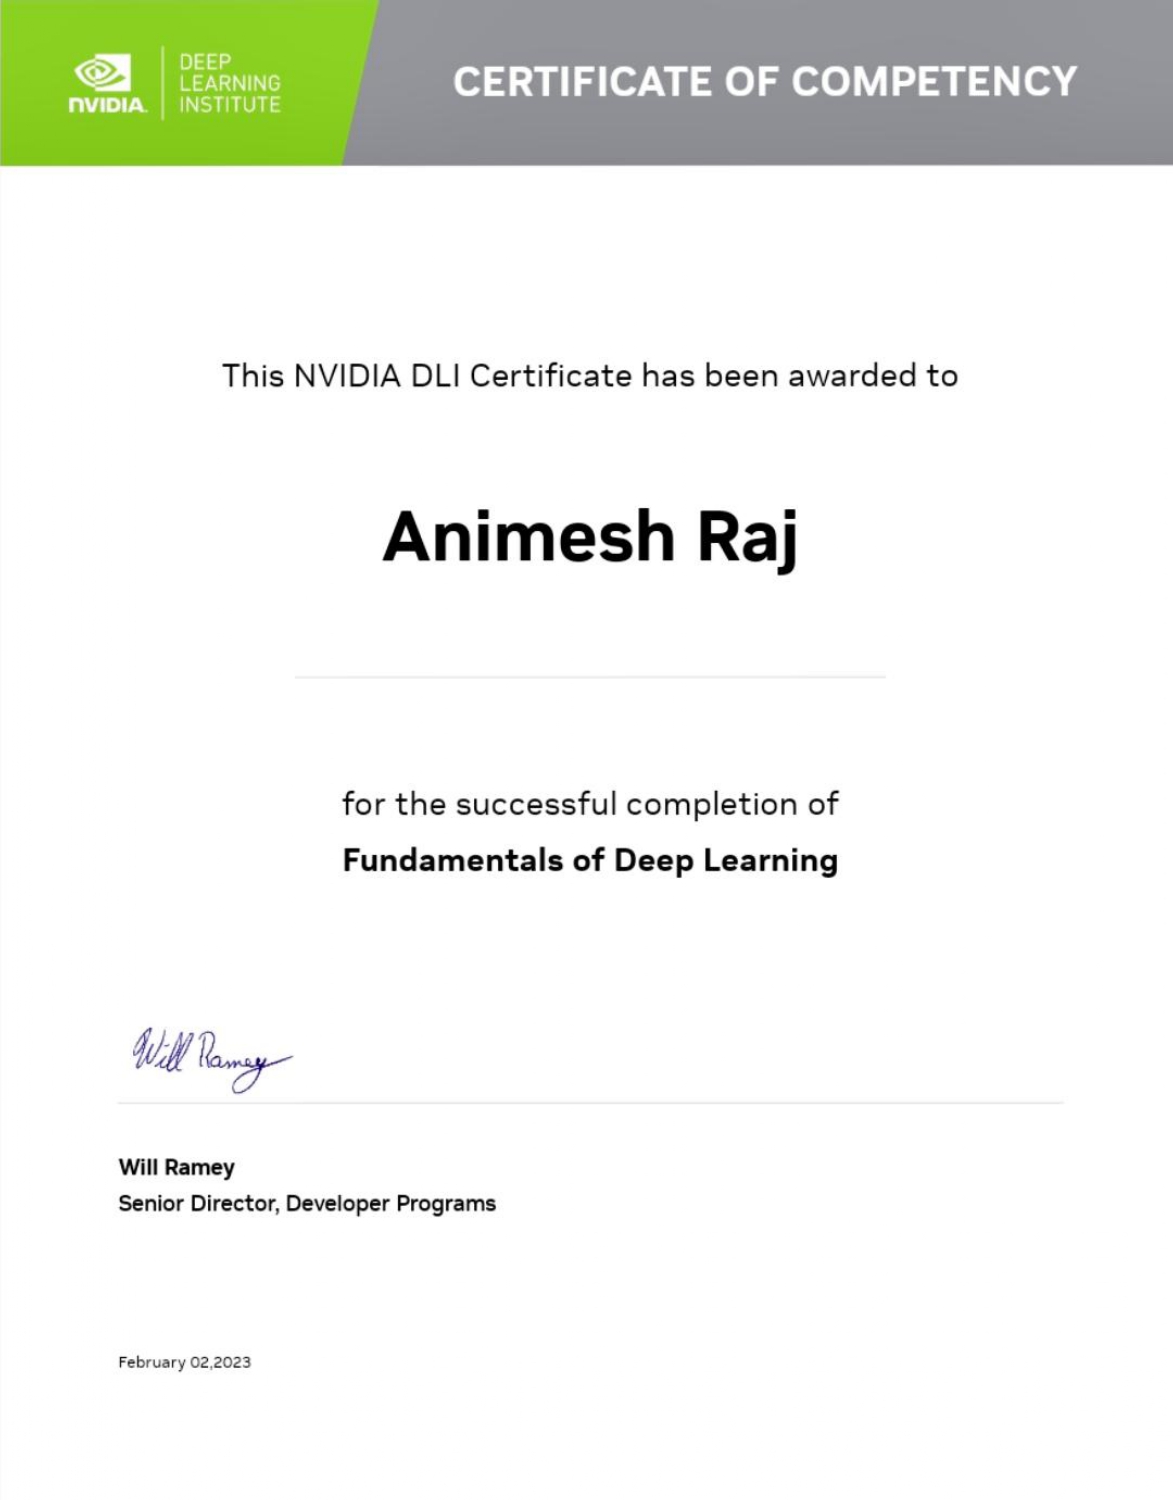 NVIDIA.
DEEP
LEARNING
INSTITUTE
CERTIFICATE OF COMPETENCY
This NVIDIA DLI Certificate has been awarded to
Animesh Raj
for the successful completion of
Fundamentals of Deep Learning
Will Ramey
Will Ramey
Senior Director, Developer Programs
February 02,2023